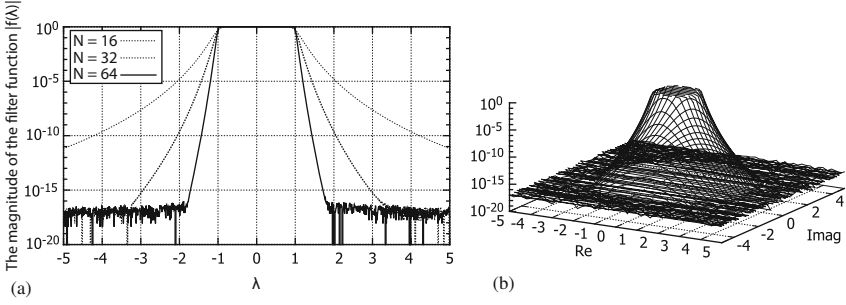 The magnitude of the filter function |f(λ)|
10^0
10^-5
10^-10
10^-15
10^-20
N = 16
N = 32
N = 64
-5 -4 -3 -2 -1 0 1 2 3 4 5
λ
(a)
10^0
10^-5
10^-10
10^-15
10^-20
-5 -4 -3 -2 -1 0 1 2 3 4 5
Re
-4 -2 0 2 4
Imag
(b)